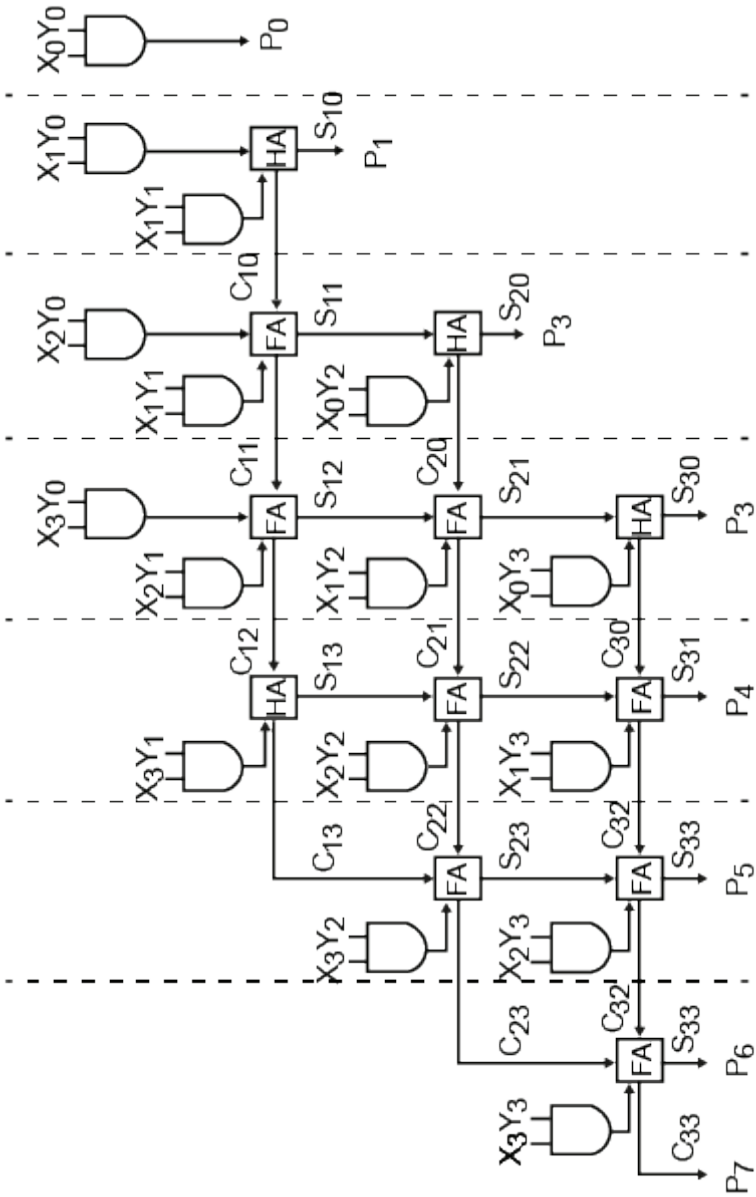 X3Y0
X2Y0
X1Y0
X0Y0
X3Y1
X2Y1
X1Y1
X1Y1
C12
C11
C10
HA
FA
FA
HA
P0
X3Y2
C13
X2Y2
S13
X1Y2
S12
X0Y2
S11
S10
P1
C22
C21
C20
FA
FA
FA
HA
X3Y3
C23
X2Y3
S23
X1Y3
S22
X0Y3
S21
S20
P3
C32
C32
C30
FA
FA
FA
HA
C33
S33
S33
S31
S30
P7
P6
P5
P4
P3